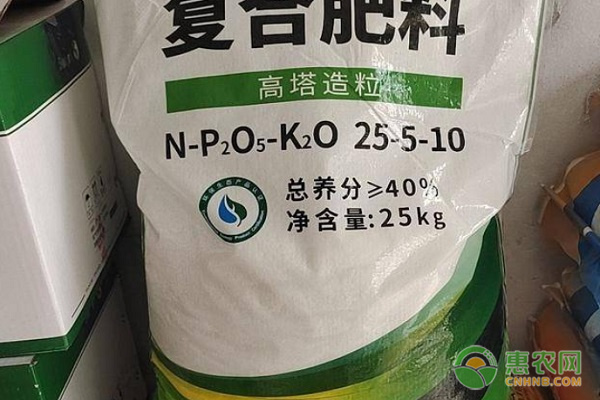 复合肥料
高塔造粒
N-P₂O₅-K₂O 25-5-10
总养分≥40%
净含量:25kg
惠农网
CNHNB.COM